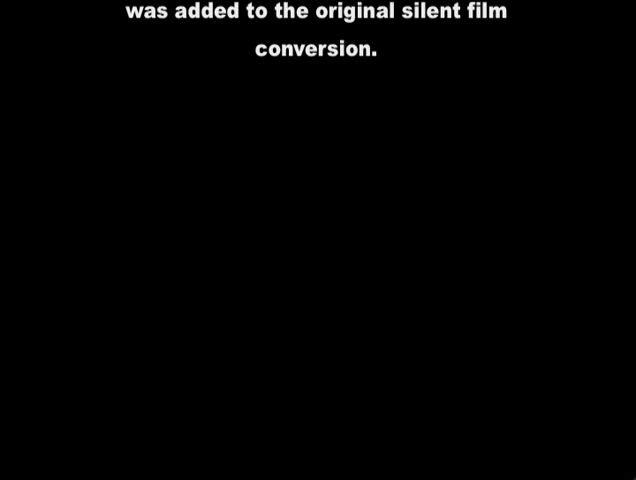 was added to the original silent film
conversion.